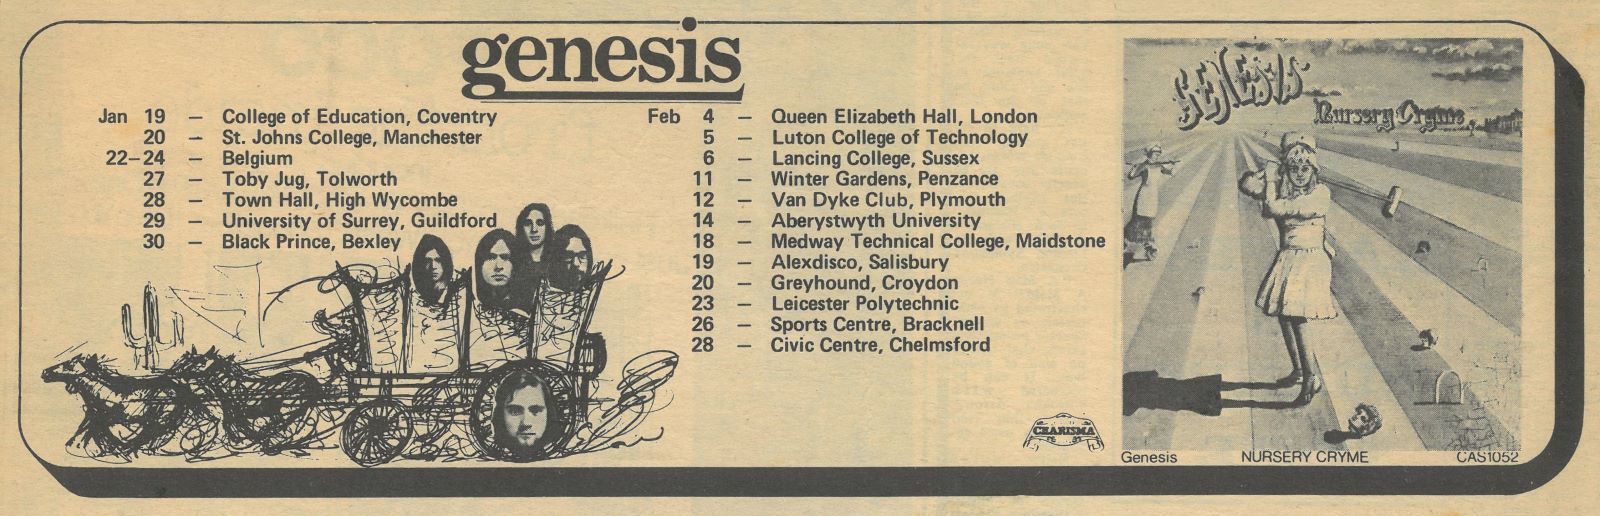 genesis
Jan 19 – College of Education, Coventry
20 – St. Johns College, Manchester
22–24 – Belgium
27 – Toby Jug, Tolworth
28 – Town Hall, High Wycombe
29 – University of Surrey, Guildford
30 – Black Prince, Bexley
Feb 4 – Queen Elizabeth Hall, London
5 – Luton College of Technology
6 – Lancing College, Sussex
11 – Winter Gardens, Penzance
12 – Van Dyke Club, Plymouth
14 – Aberystwyth University
18 – Medway Technical College, Maidstone
19 – Alexdisco, Salisbury
20 – Greyhound, Croydon
23 – Leicester Polytechnic
26 – Sports Centre, Bracknell
28 – Civic Centre, Chelmsford
CHARISMA
GENESIS
Nursery Cryme
Genesis NURSERY CRYME CAS1052